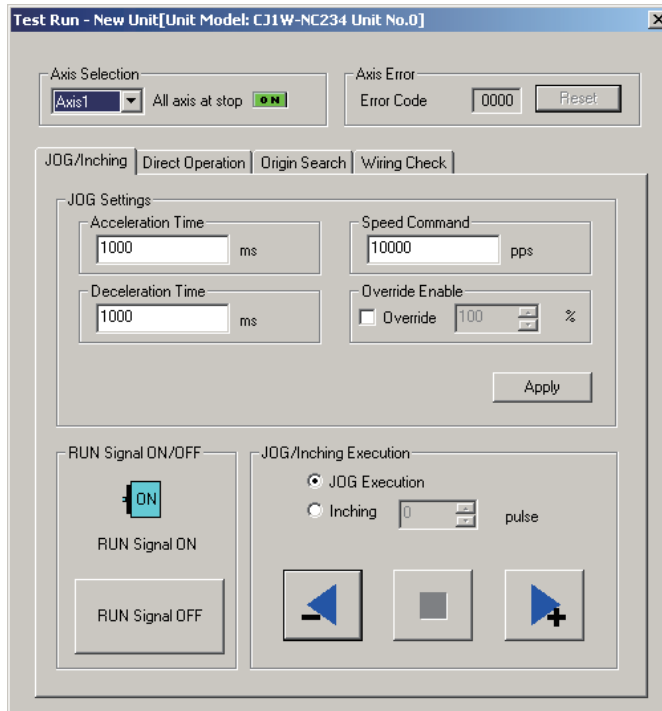 Test Run - New Unit[Unit Model: CJ1W-NC234 Unit No.0]
Axis Selection
Axis1
All axis at stop
ON
Axis Error
Error Code
0000
Reset
JOG/Inching
Direct Operation
Origin Search
Wiring Check
JOG Settings
Acceleration Time
1000 ms
Speed Command
10000 pps
Deceleration Time
1000 ms
Override Enable
Override 100 %
Apply
RUN Signal ON/OFF
ON
RUN Signal ON
RUN Signal OFF
JOG/Inching Execution
JOG Execution
Inching 0 pulse